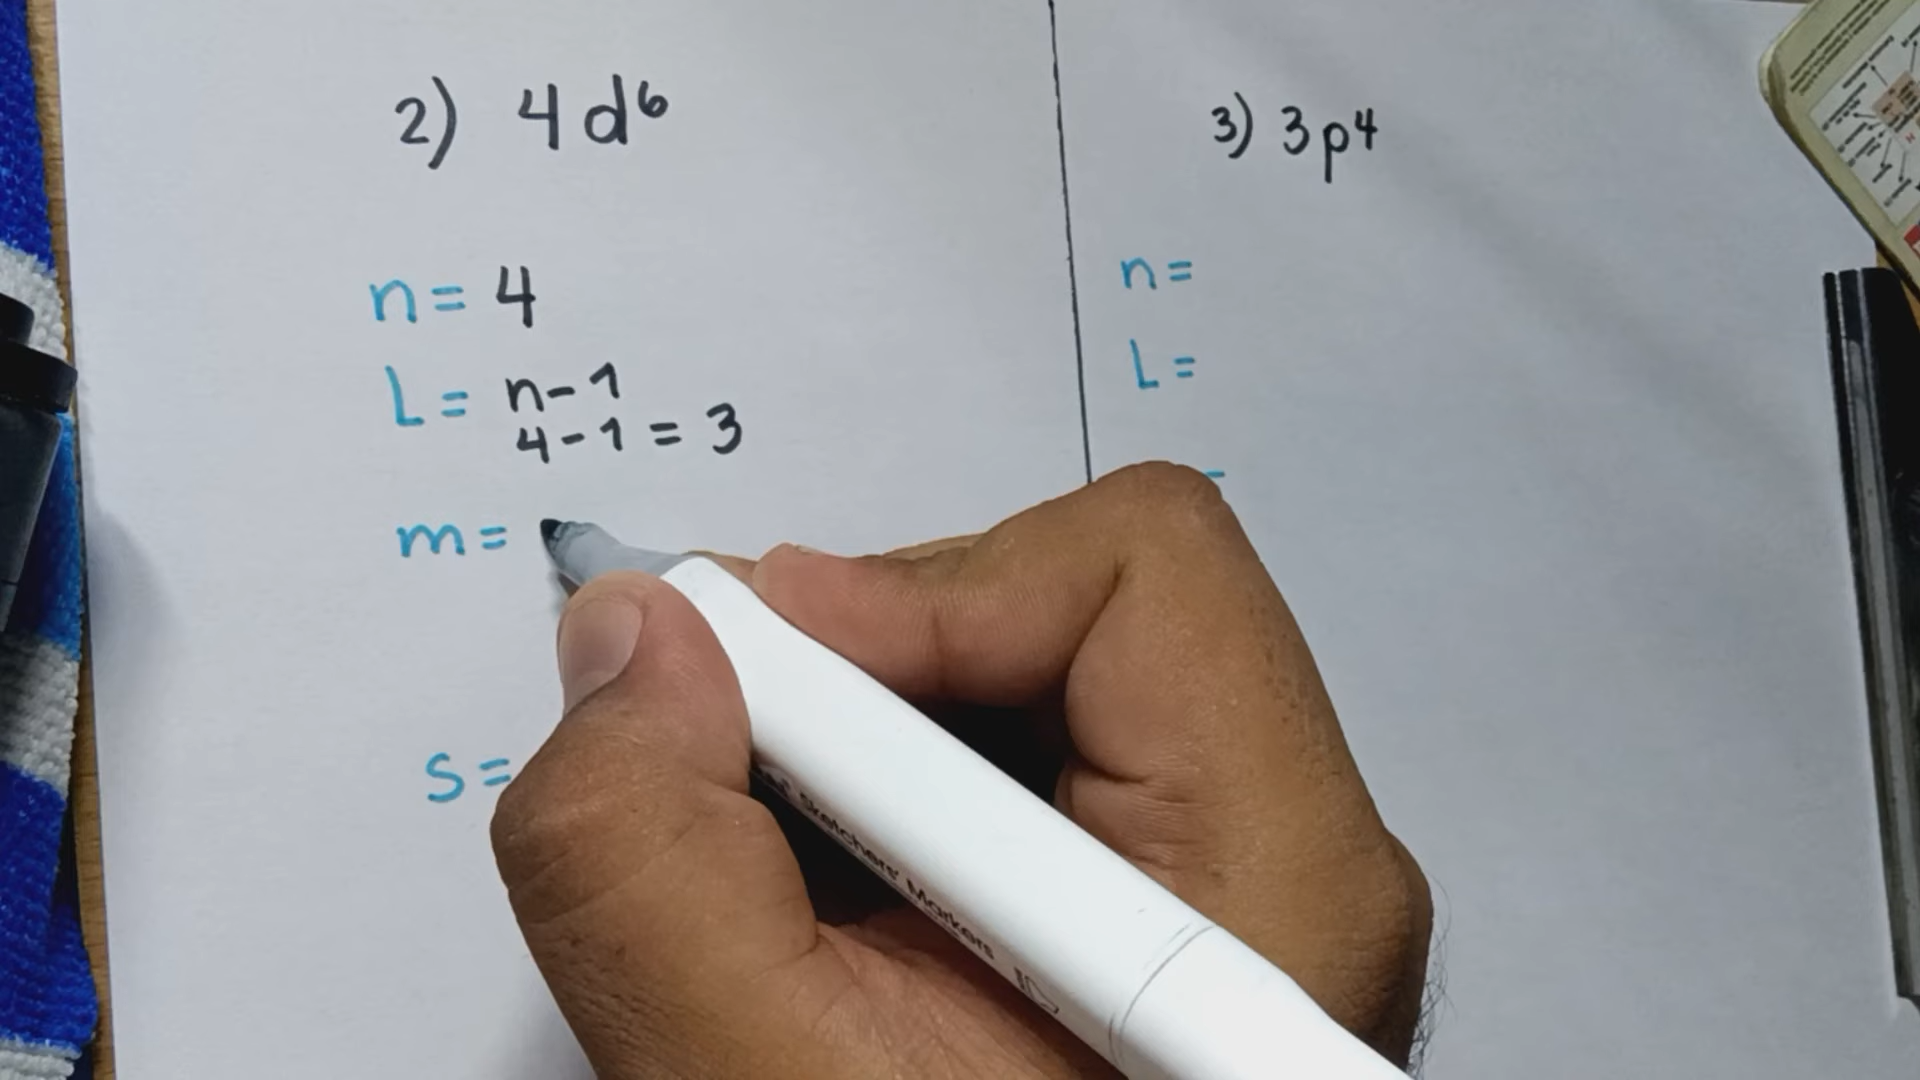 2) 4d⁶
n = 4
L = n-1
4-1 = 3
m =
s =
3) 3p⁴
n =
L =
Sketchers' Markers